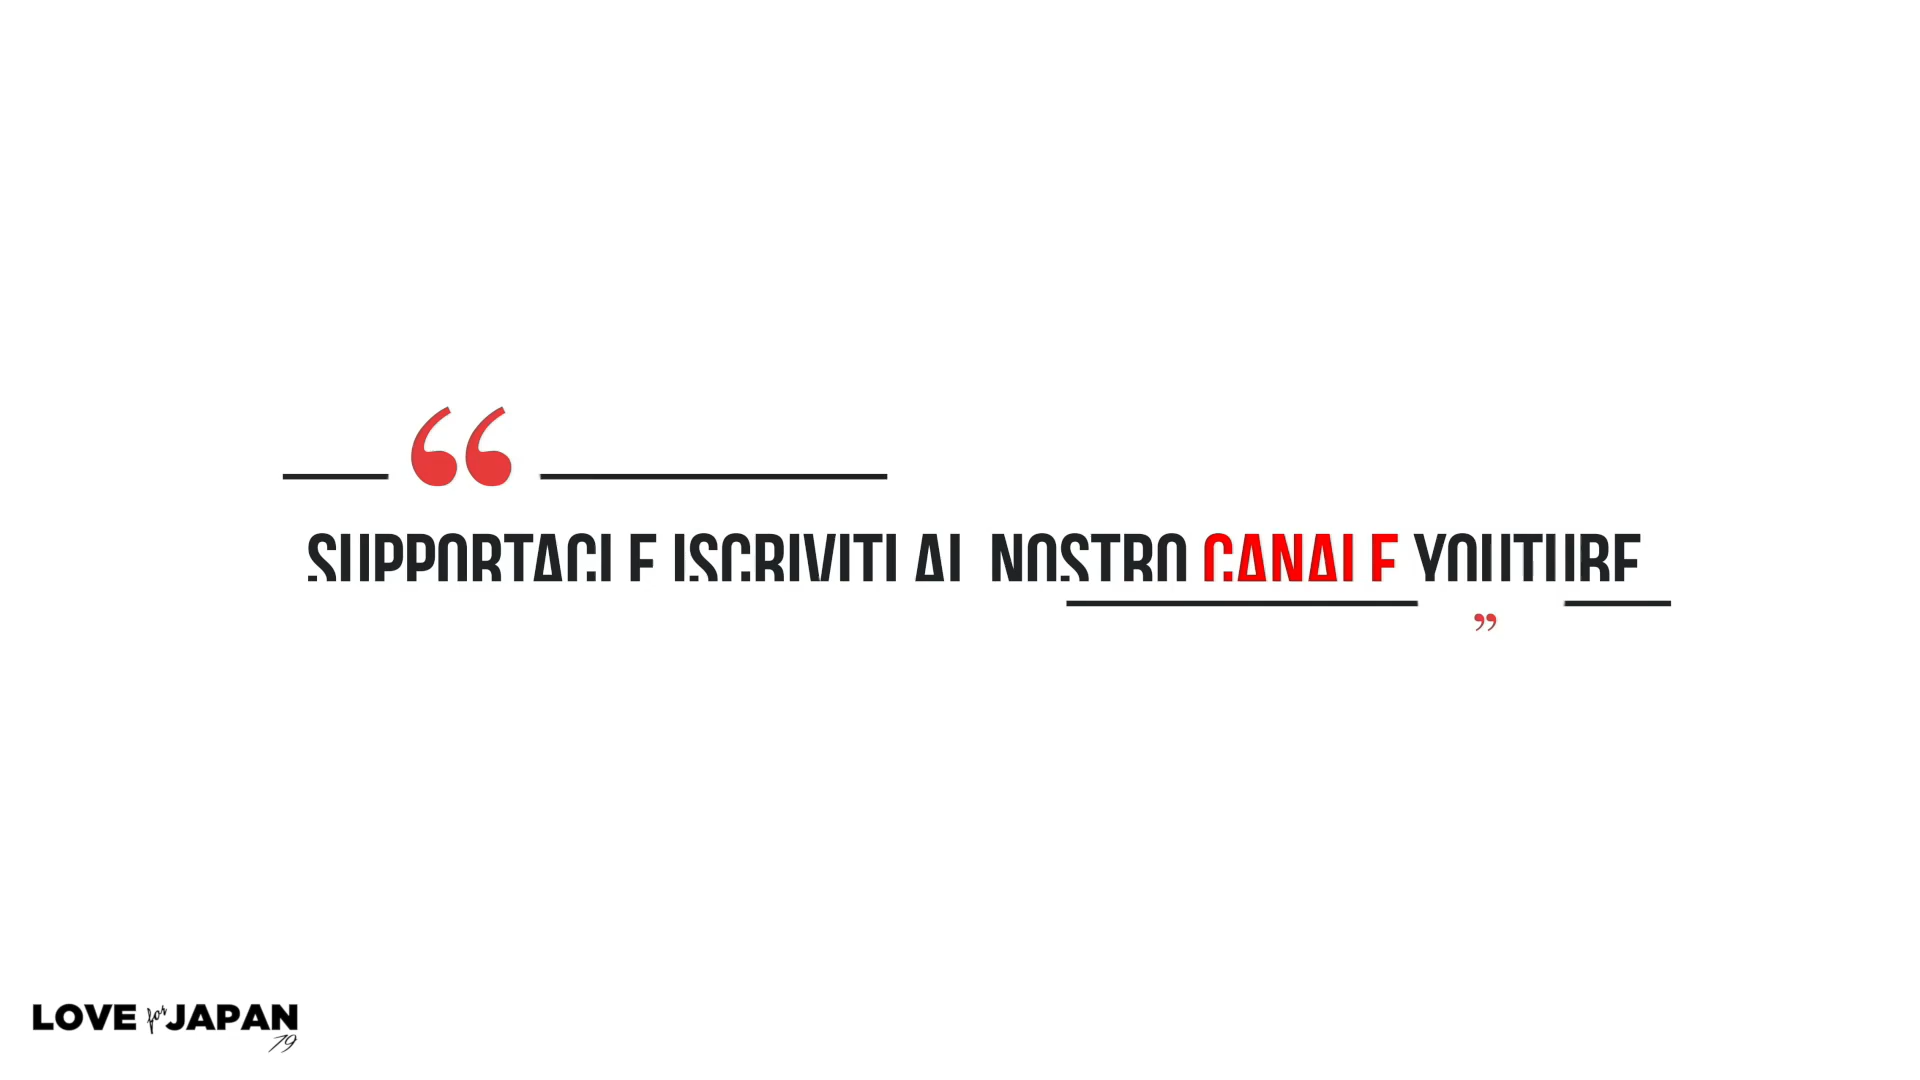 “
SUPPORTACI E ISCRIVITI AL NOSTRO CANALE YOUTUBE
”
LOVE for JAPAN
79